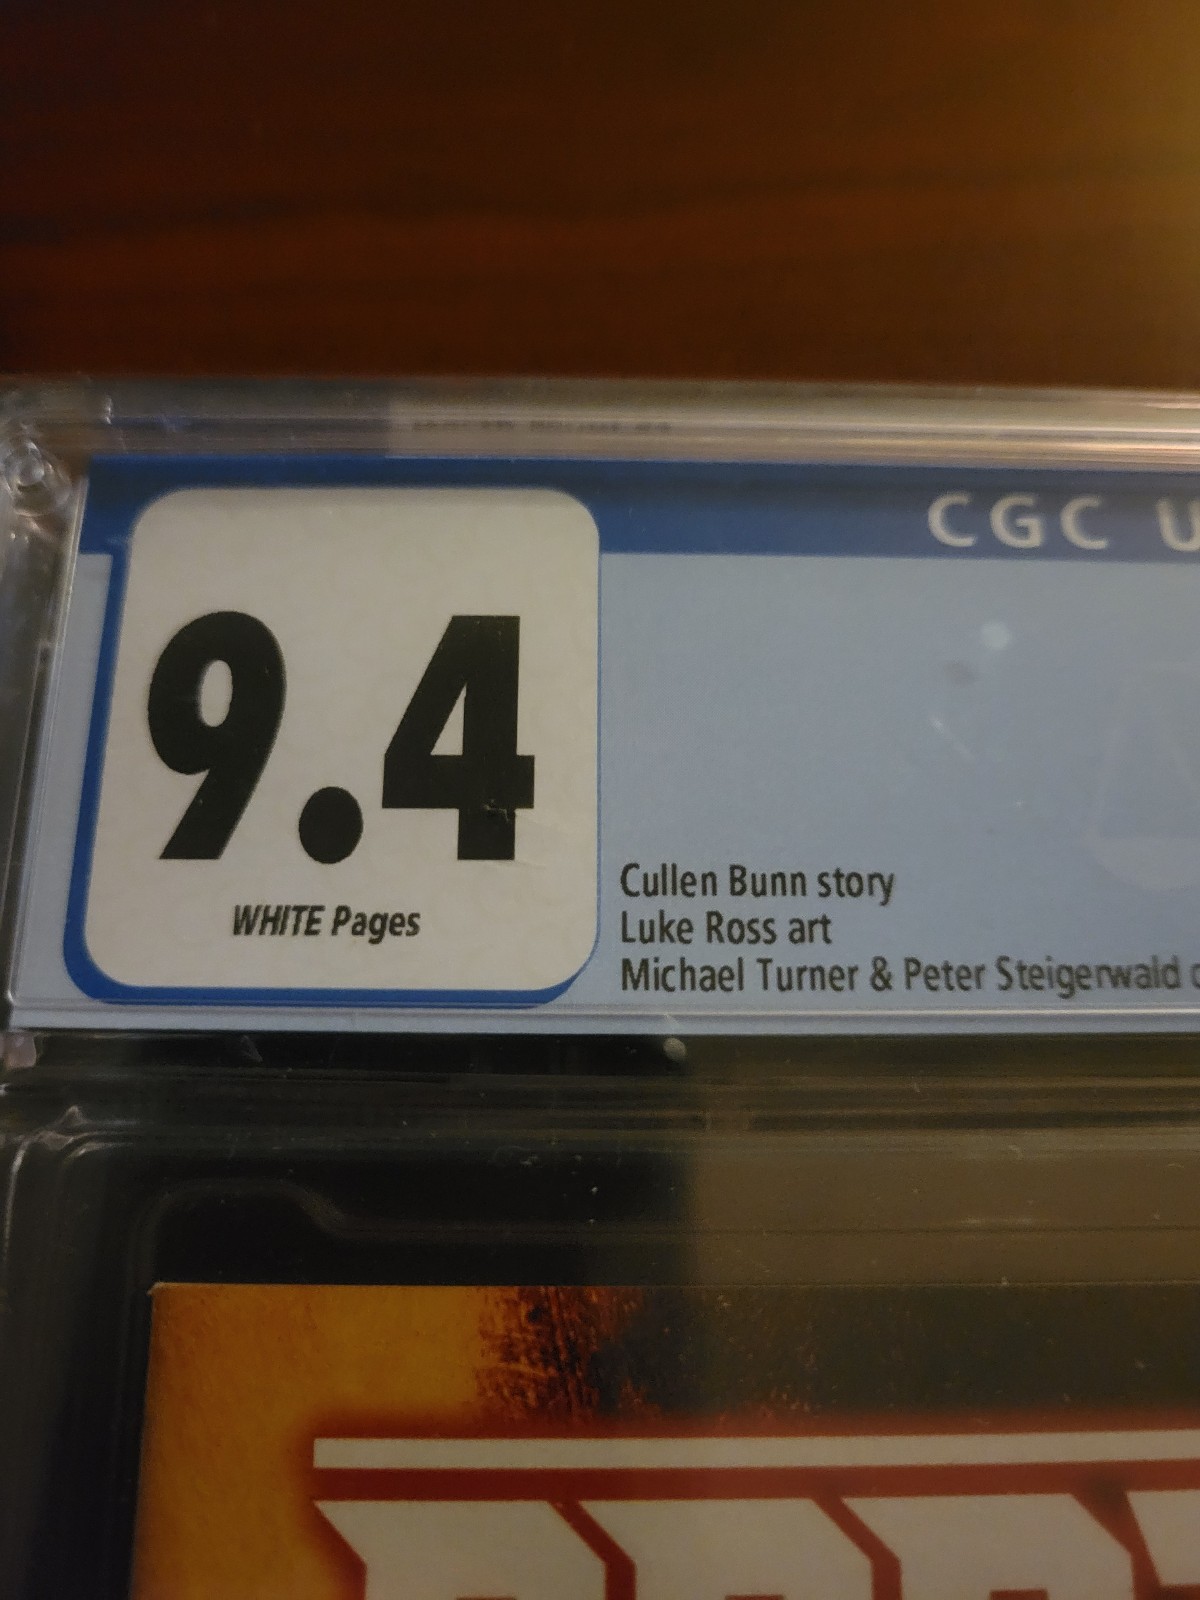 CGC U
9.4
WHITE Pages
Cullen Bunn story
Luke Ross art
Michael Turner & Peter Steigerwald c